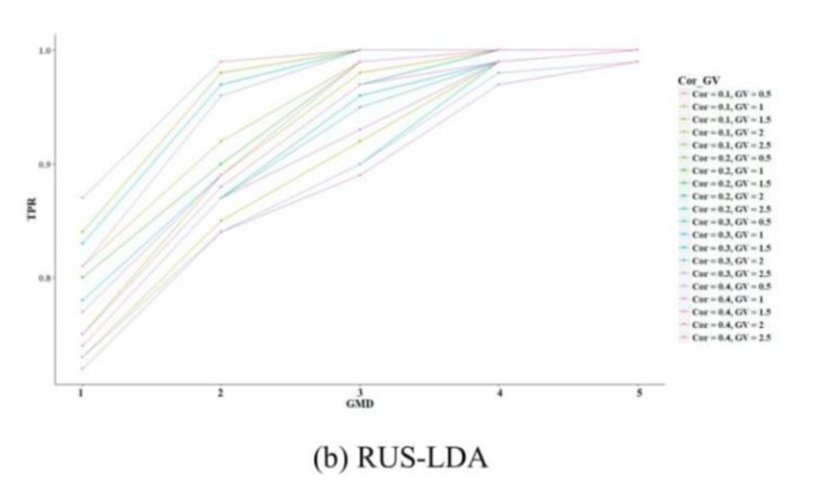 Cor_GV
Cor = 0.1, GV = 0.5
Cor = 0.1, GV = 1
Cor = 0.1, GV = 1.5
Cor = 0.1, GV = 2
Cor = 0.1, GV = 2.5
Cor = 0.2, GV = 0.5
Cor = 0.2, GV = 1
Cor = 0.2, GV = 1.5
Cor = 0.2, GV = 2
Cor = 0.2, GV = 2.5
Cor = 0.3, GV = 0.5
Cor = 0.3, GV = 1
Cor = 0.3, GV = 1.5
Cor = 0.3, GV = 2
Cor = 0.3, GV = 2.5
Cor = 0.4, GV = 0.5
Cor = 0.4, GV = 1
Cor = 0.4, GV = 1.5
Cor = 0.4, GV = 2
Cor = 0.4, GV = 2.5
1.0
0.9
0.8
TPR
1 2 3 4 5
GMD
(b) RUS-LDA